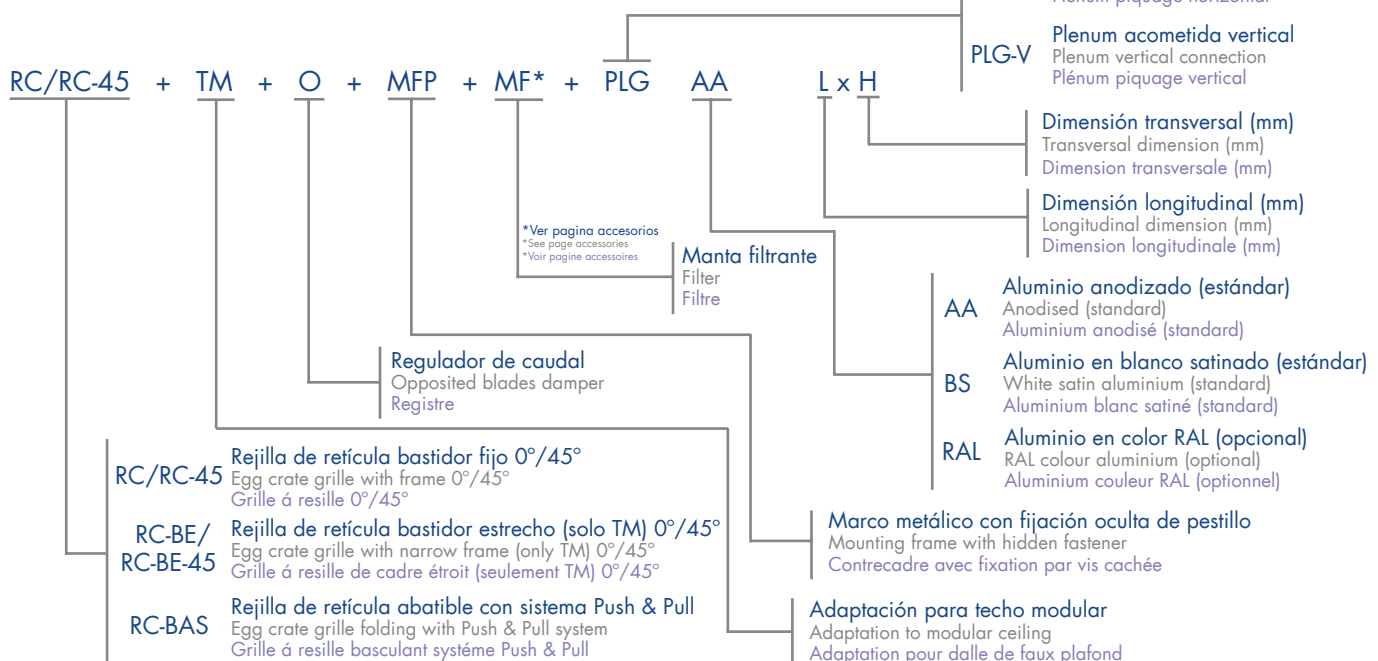 Plénum piquage horizontal
PLG-V
Plenum acometida vertical
Plenum vertical connection
Plénum piquage vertical
RC/RC-45 + TM + O + MFP + MF* + PLG AA L x H
Dimensión transversal (mm)
Transversal dimension (mm)
Dimension transversale (mm)
Dimensión longitudinal (mm)
Longitudinal dimension (mm)
Dimension longitudinale (mm)
*Ver pagina accesorios
*See page accessories
*Voir pagine accessoires
Manta filtrante
Filter
Filtre
AA
Aluminio anodizado (estándar)
Anodised (standard)
Aluminium anodisé (standard)
BS
Aluminio en blanco satinado (estándar)
White satin aluminium (standard)
Aluminium blanc satiné (standard)
RAL
Aluminio en color RAL (opcional)
RAL colour aluminium (optional)
Aluminium couleur RAL (optionnel)
Regulador de caudal
Opposited blades damper
Registre
RC/RC-45
Rejilla de retícula bastidor fijo 0°/45°
Egg crate grille with frame 0°/45°
Grille á resille 0°/45°
RC-BE/
RC-BE-45
Rejilla de retícula bastidor estrecho (solo TM) 0°/45°
Egg crate grille with narrow frame (only TM) 0°/45°
Grille á resille de cadre étroit (seulement TM) 0°/45°
RC-BAS
Rejilla de retícula abatible con sistema Push & Pull
Egg crate grille folding with Push & Pull system
Grille á resille basculant systéme Push & Pull
Marco metálico con fijación oculta de pestillo
Mounting frame with hidden fastener
Contrecadre avec fixation par vis cachée
Adaptación para techo modular
Adaptation to modular ceiling
Adaptation pour dalle de faux plafond